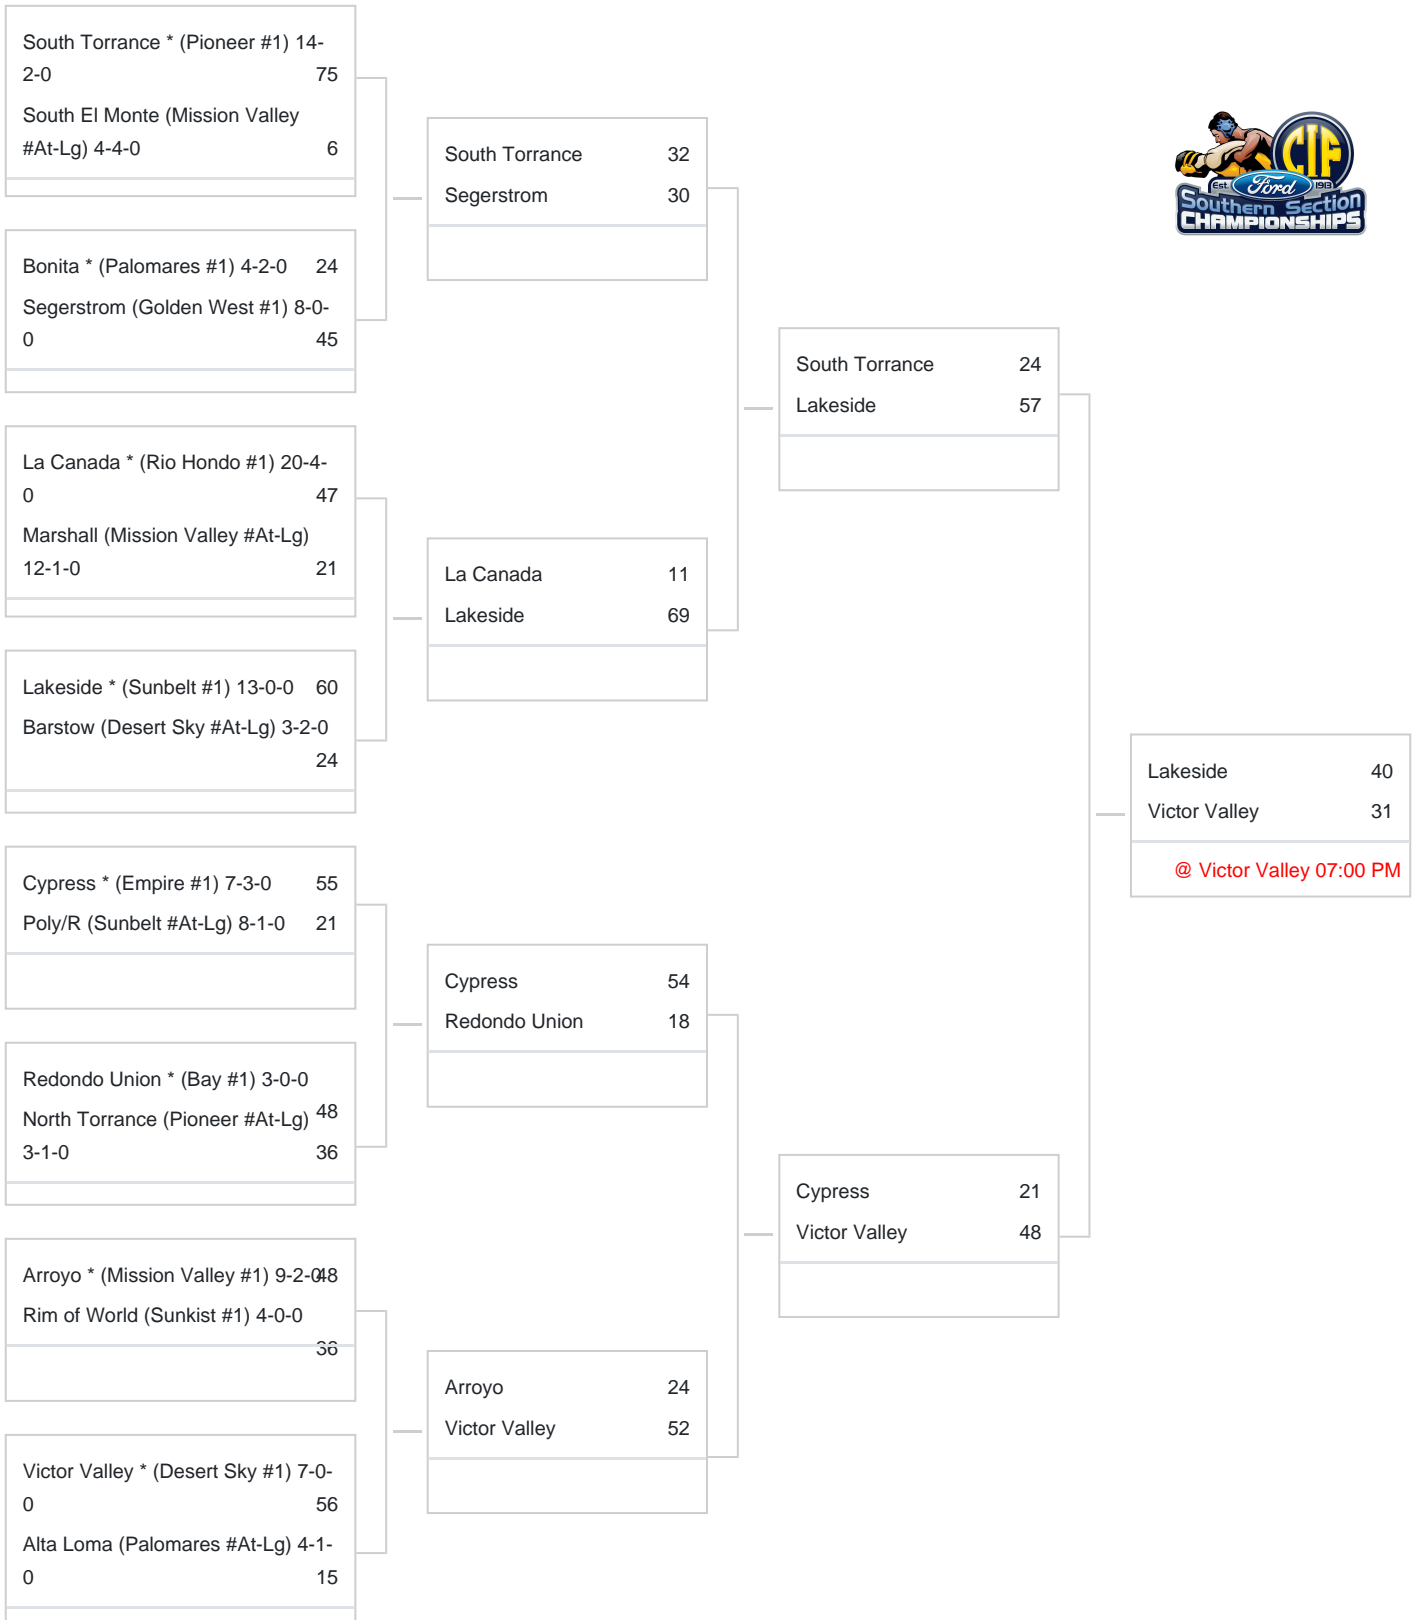 South Torrance * (Pioneer #1) 14-
2-0 75
South El Monte (Mission Valley
#At-Lg) 4-4-0 6
Bonita * (Palomares #1) 4-2-0 24
Segerstrom (Golden West #1) 8-0-
0 45
La Canada * (Rio Hondo #1) 20-4-
0 47
Marshall (Mission Valley #At-Lg)
12-1-0 21
Lakeside * (Sunbelt #1) 13-0-0 60
Barstow (Desert Sky #At-Lg) 3-2-0
24
Cypress * (Empire #1) 7-3-0 55
Poly/R (Sunbelt #At-Lg) 8-1-0 21
Redondo Union * (Bay #1) 3-0-0
48
North Torrance (Pioneer #At-Lg)
3-1-0 36
Arroyo * (Mission Valley #1) 9-2-0 48
Rim of World (Sunkist #1) 4-0-0
36
Victor Valley * (Desert Sky #1) 7-0-
0 56
Alta Loma (Palomares #At-Lg) 4-1-
0 15
South Torrance 32
Segerstrom 30
La Canada 11
Lakeside 69
Cypress 54
Redondo Union 18
Arroyo 24
Victor Valley 52
South Torrance 24
Lakeside 57
Cypress 21
Victor Valley 48
CIF
Est. Ford 1913
Southern Section
CHAMPIONSHIPS
Lakeside 40
Victor Valley 31
@ Victor Valley 07:00 PM